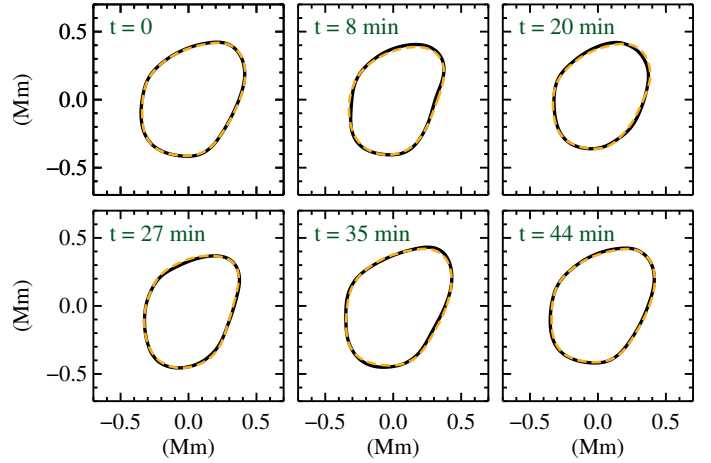 t = 0
t = 8 min
t = 20 min
0.5
0.0
−0.5
(Mm)
t = 27 min
t = 35 min
t = 44 min
0.5
0.0
−0.5
(Mm)
−0.5 0.0 0.5
−0.5 0.0 0.5
−0.5 0.0 0.5
(Mm)
(Mm)
(Mm)